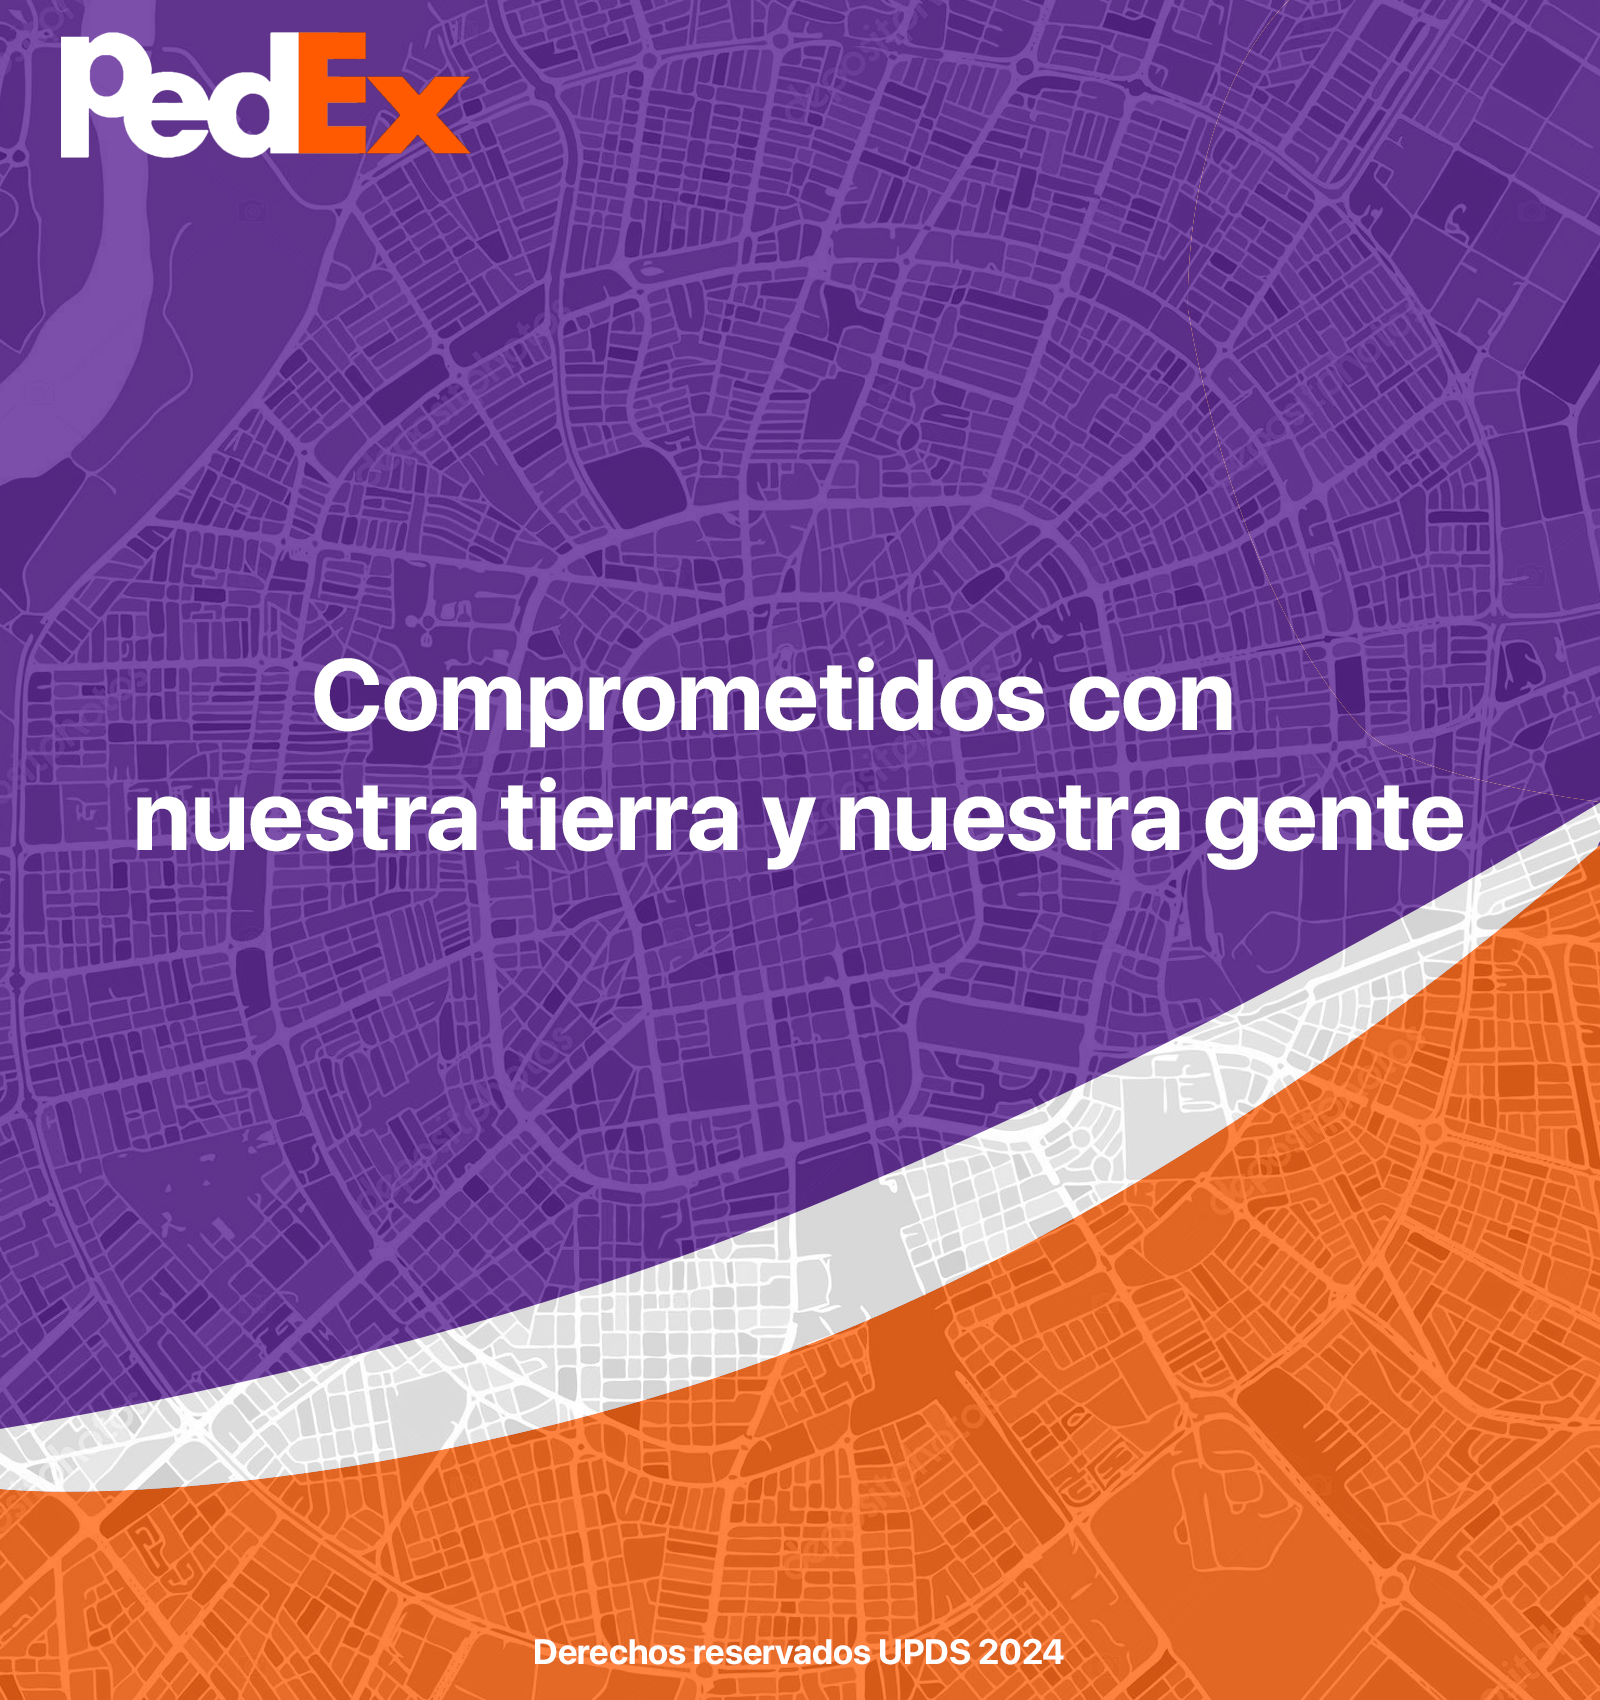 PedEx
Comprometidos con
nuestra tierra y nuestra gente
Derechos reservados UPDS 2024